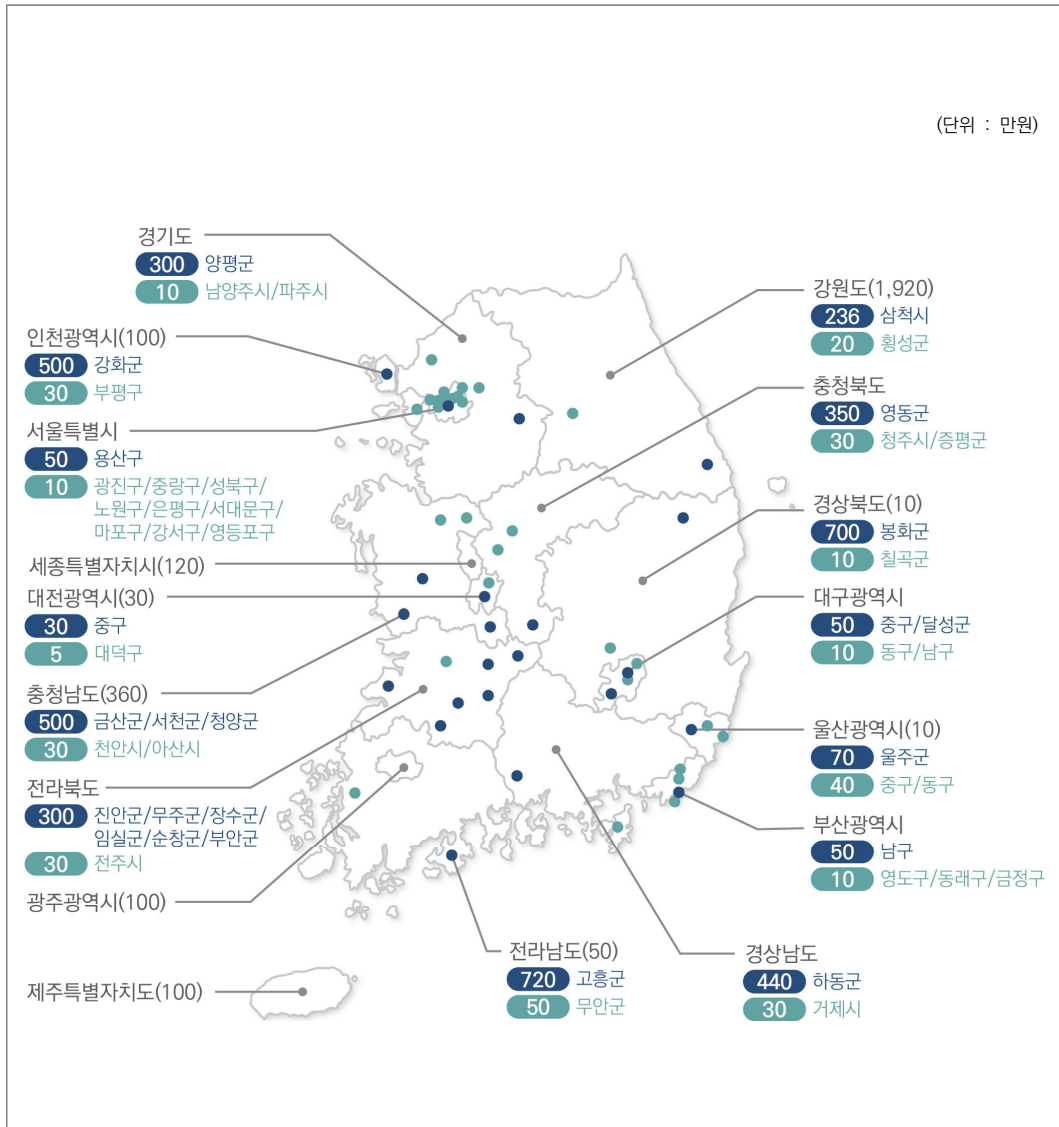 (단위 : 만원)
경기도
300 양평군
10 남양주시/파주시
인천광역시(100)
500 강화군
30 부평구
서울특별시
50 용산구
10 광진구/중랑구/성북구/
노원구/은평구/서대문구/
마포구/강서구/영등포구
세종특별자치시(120)
대전광역시(30)
30 중구
5 대덕구
충청남도(360)
500 금산군/서천군/청양군
30 천안시/아산시
전라북도
300 진안군/무주군/장수군/
임실군/순창군/부안군
30 전주시
광주광역시(100)
제주특별자치도(100)
강원도(1,920)
236 삼척시
20 횡성군
충청북도
350 영동군
30 청주시/증평군
경상북도(10)
700 봉화군
10 칠곡군
대구광역시
50 중구/달성군
10 동구/남구
울산광역시(10)
70 울주군
40 중구/동구
부산광역시
50 남구
10 영도구/동래구/금정구
전라남도(50)
720 고흥군
50 무안군
경상남도
440 하동군
30 거제시